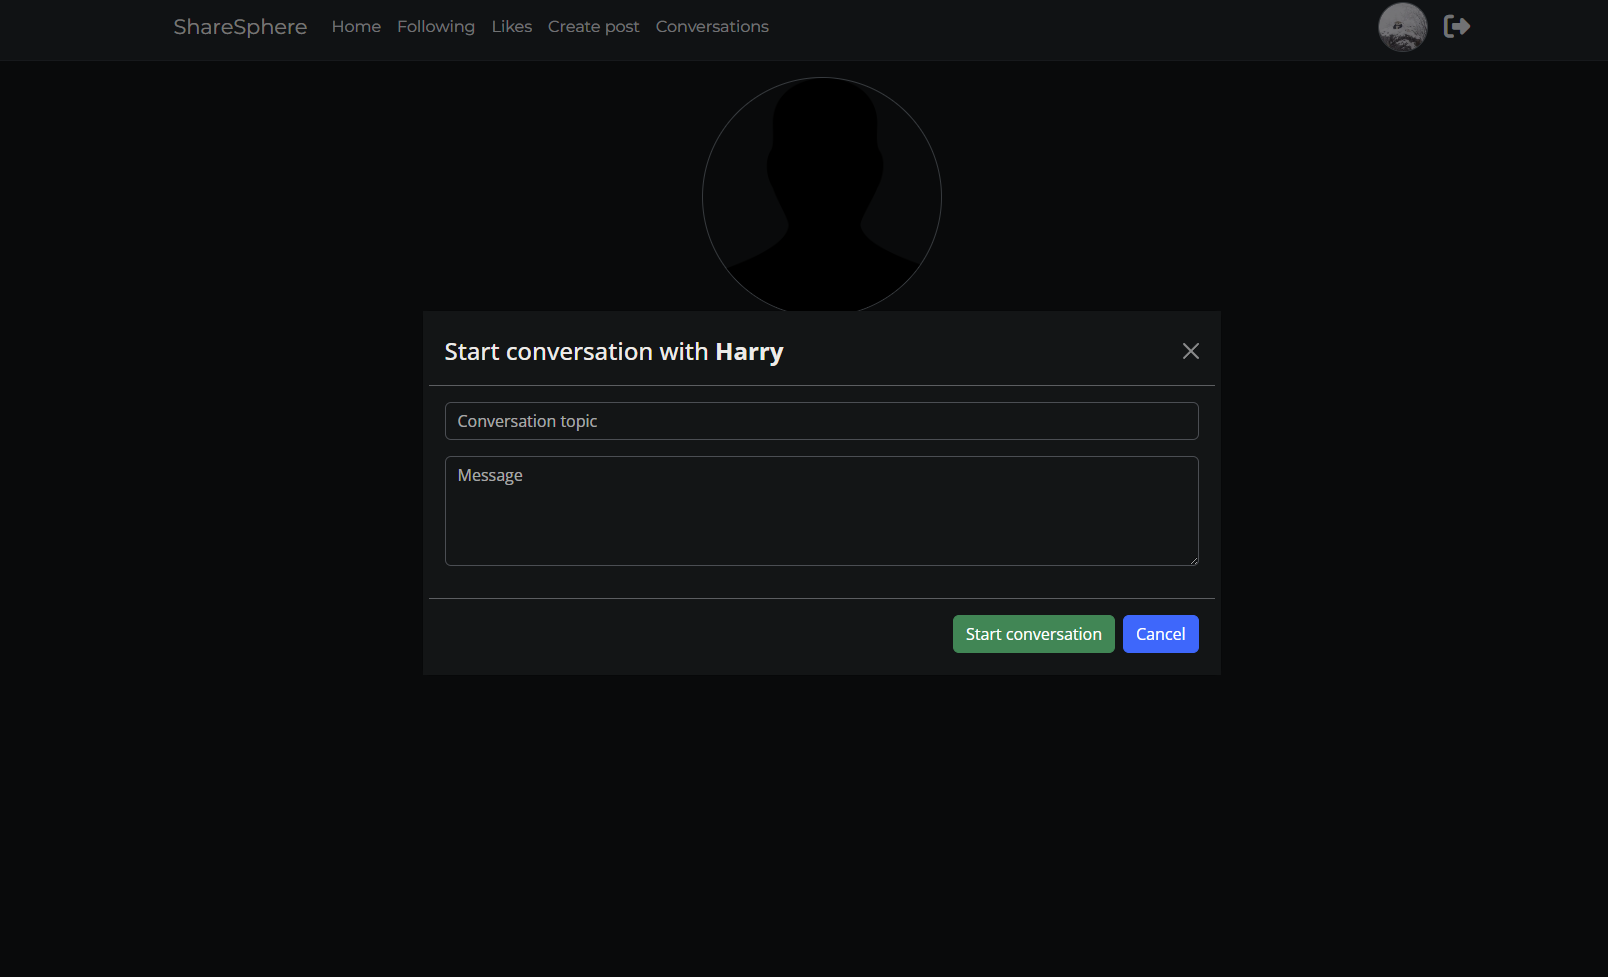 ShareSphere Home Following Likes Create post Conversations
Start conversation with Harry
Conversation topic
Message
Start conversation Cancel